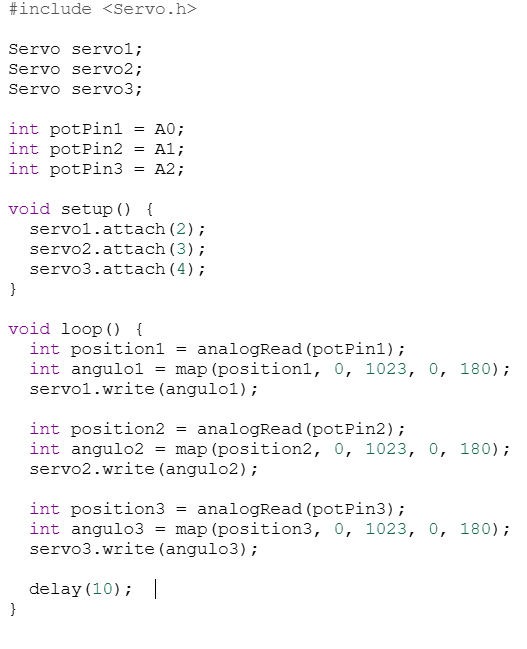 #include <Servo.h>

Servo servo1;
Servo servo2;
Servo servo3;

int potPin1 = A0;
int potPin2 = A1;
int potPin3 = A2;

void setup() {
  servo1.attach(2);
  servo2.attach(3);
  servo3.attach(4);
}

void loop() {
  int position1 = analogRead(potPin1);
  int angulo1 = map(position1, 0, 1023, 0, 180);
  servo1.write(angulo1);

  int position2 = analogRead(potPin2);
  int angulo2 = map(position2, 0, 1023, 0, 180);
  servo2.write(angulo2);

  int position3 = analogRead(potPin3);
  int angulo3 = map(position3, 0, 1023, 0, 180);
  servo3.write(angulo3);

  delay(10);
}